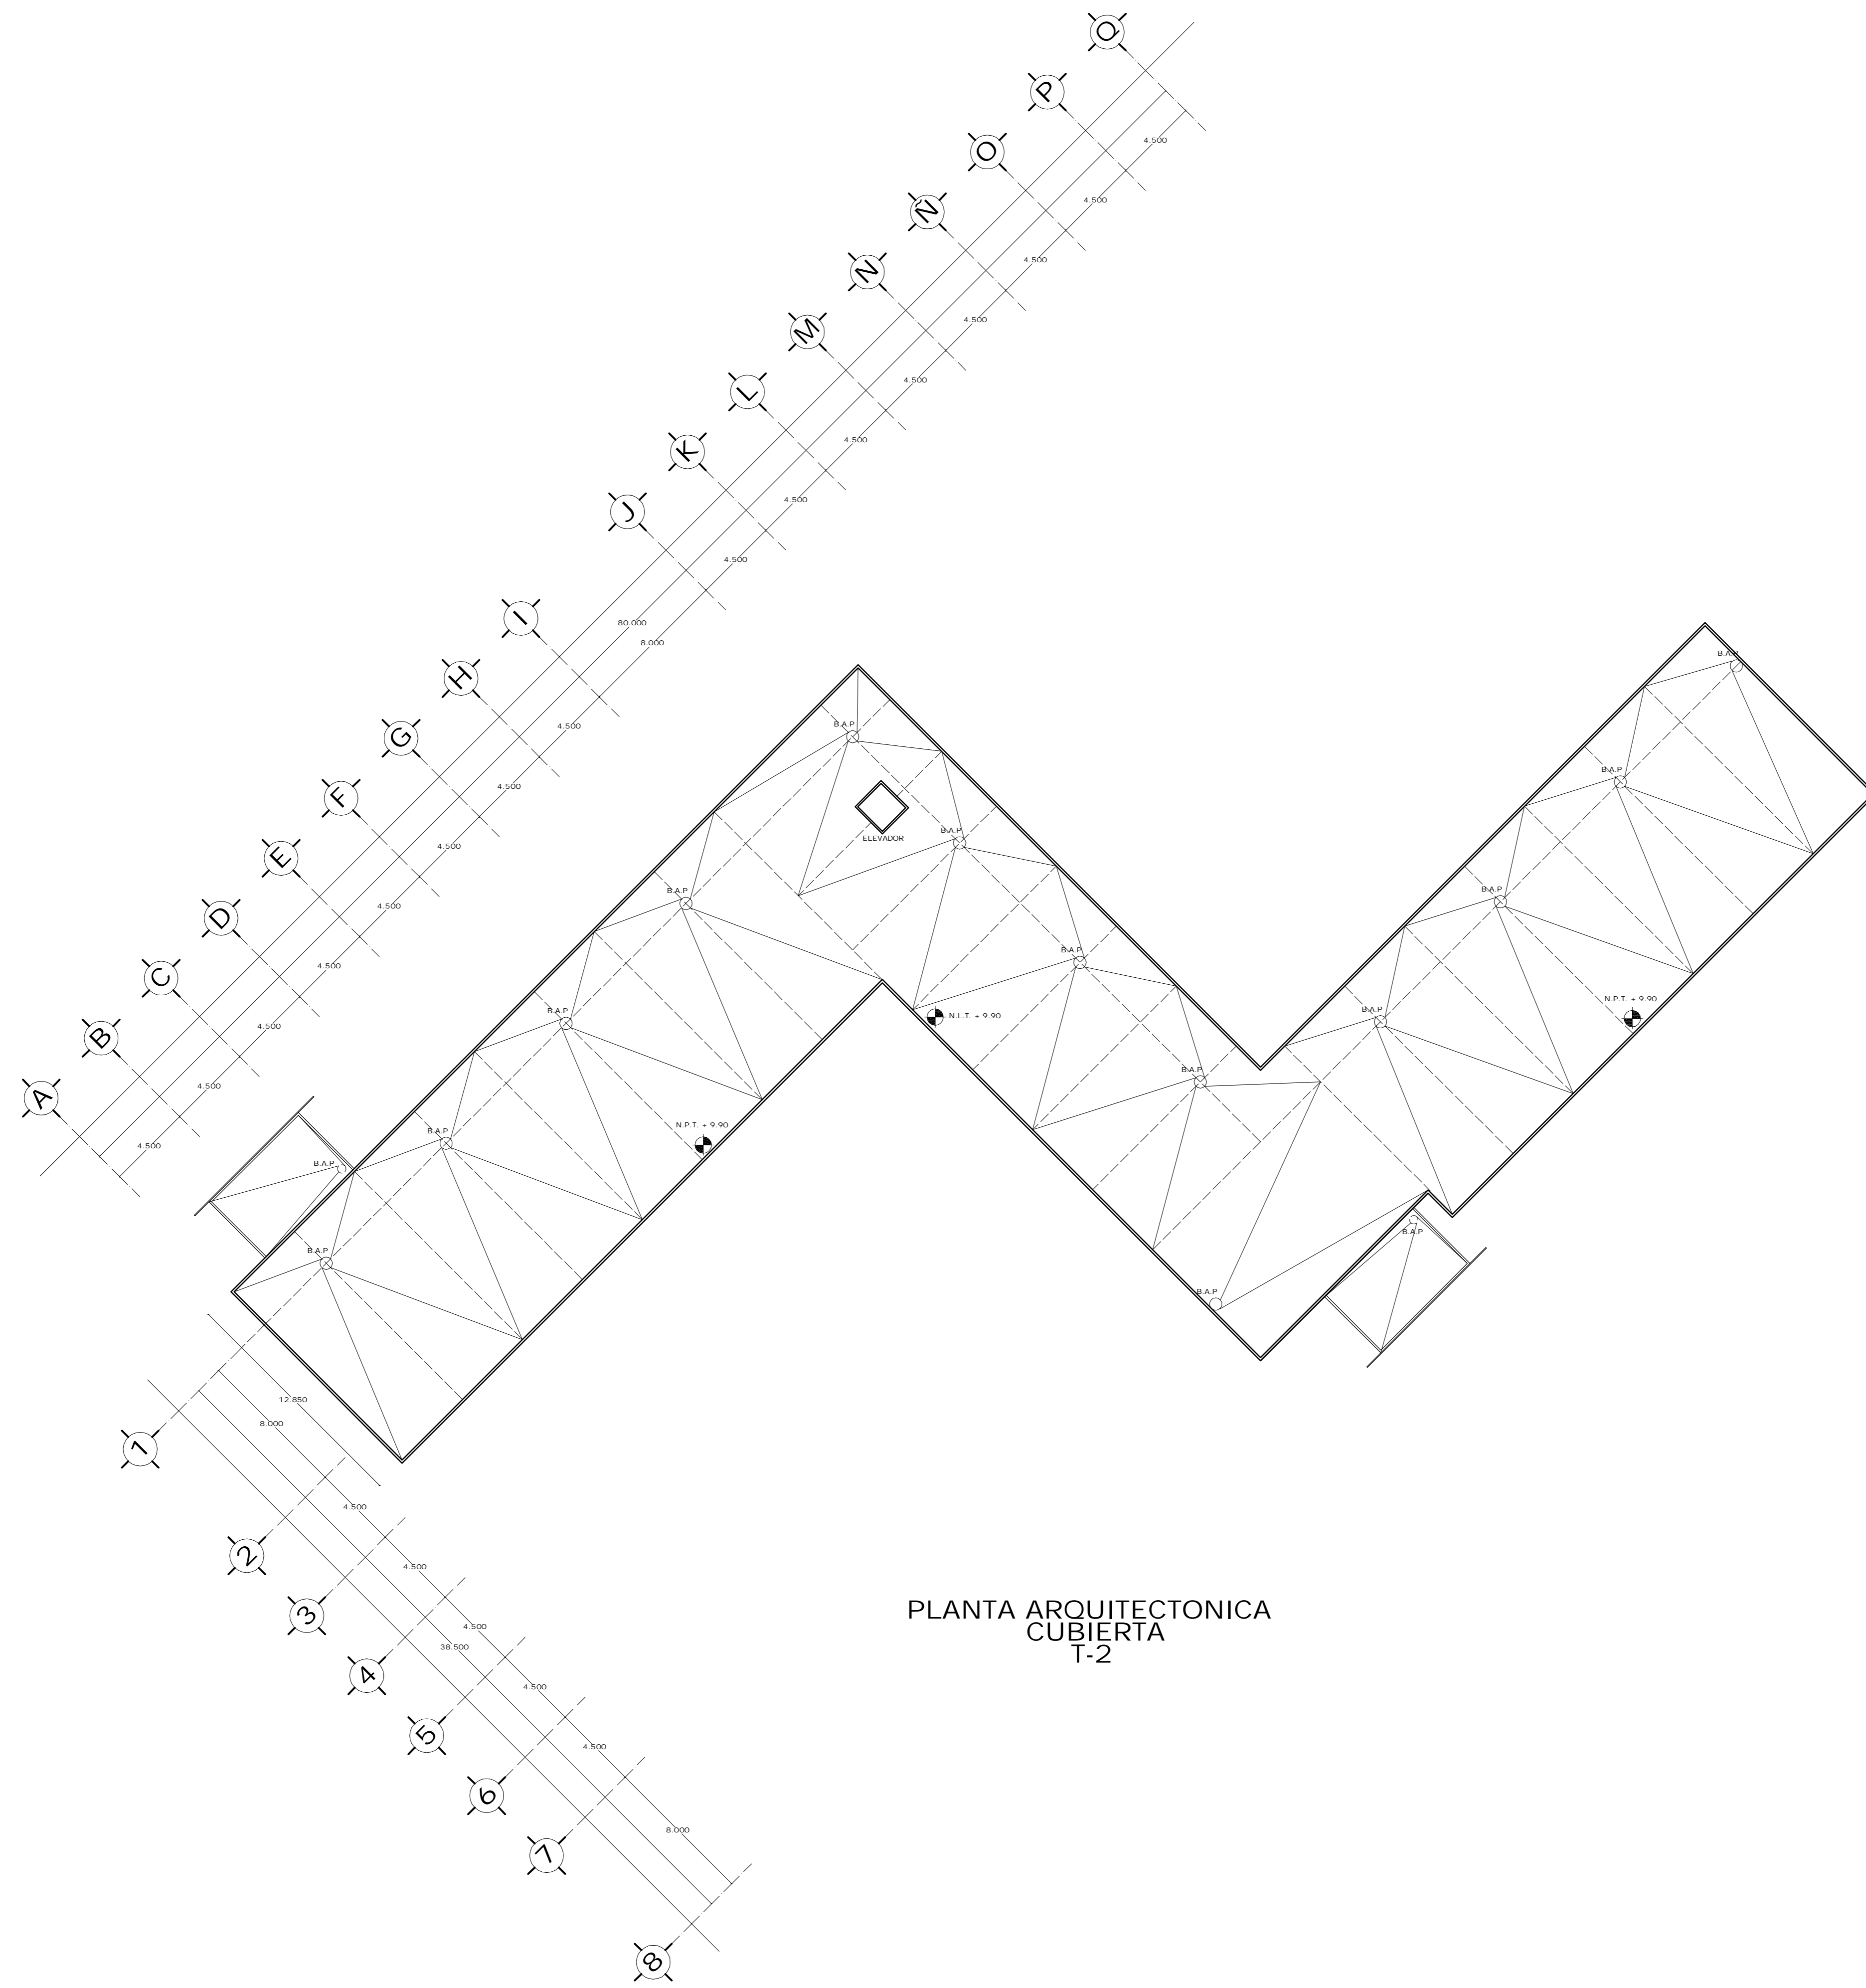 Q
P
O
Ñ
N
M
L
K
J
I
H
G
F
E
D
C
B
A
4.500
4.500
4.500
4.500
4.500
4.500
4.500
4.500
80.000
8.000
4.500
4.500
4.500
4.500
4.500
4.500
4.500
4.500
B.A.P
B.A.P
B.A.P
ELEVADOR
B.A.P
B.A.P
B.A.P
B.A.P
N.P.T. + 9.90
B.A.P
N.L.T. + 9.90
B.A.P
B.A.P
B.A.P
N.P.T. + 9.90
B.A.P
B.A.P
B.A.P
B.A.P
1
2
3
4
5
6
7
8
12.850
8.000
4.500
4.500
4.500
38.500
4.500
4.500
8.000
PLANTA ARQUITECTONICA
CUBIERTA
T-2